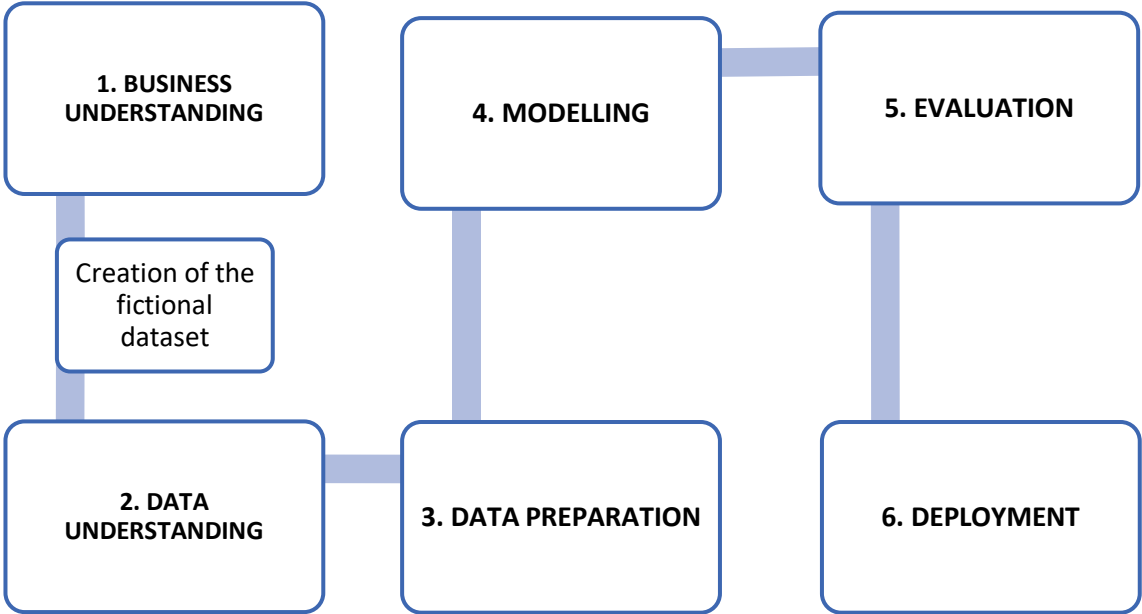 1. BUSINESS
UNDERSTANDING
Creation of the
fictional
dataset
2. DATA
UNDERSTANDING
3. DATA PREPARATION
4. MODELLING
5. EVALUATION
6. DEPLOYMENT